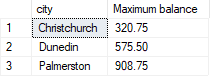 city Maximum balance
1 Christchurch 320.75
2 Dunedin 575.50
3 Palmerston 908.75